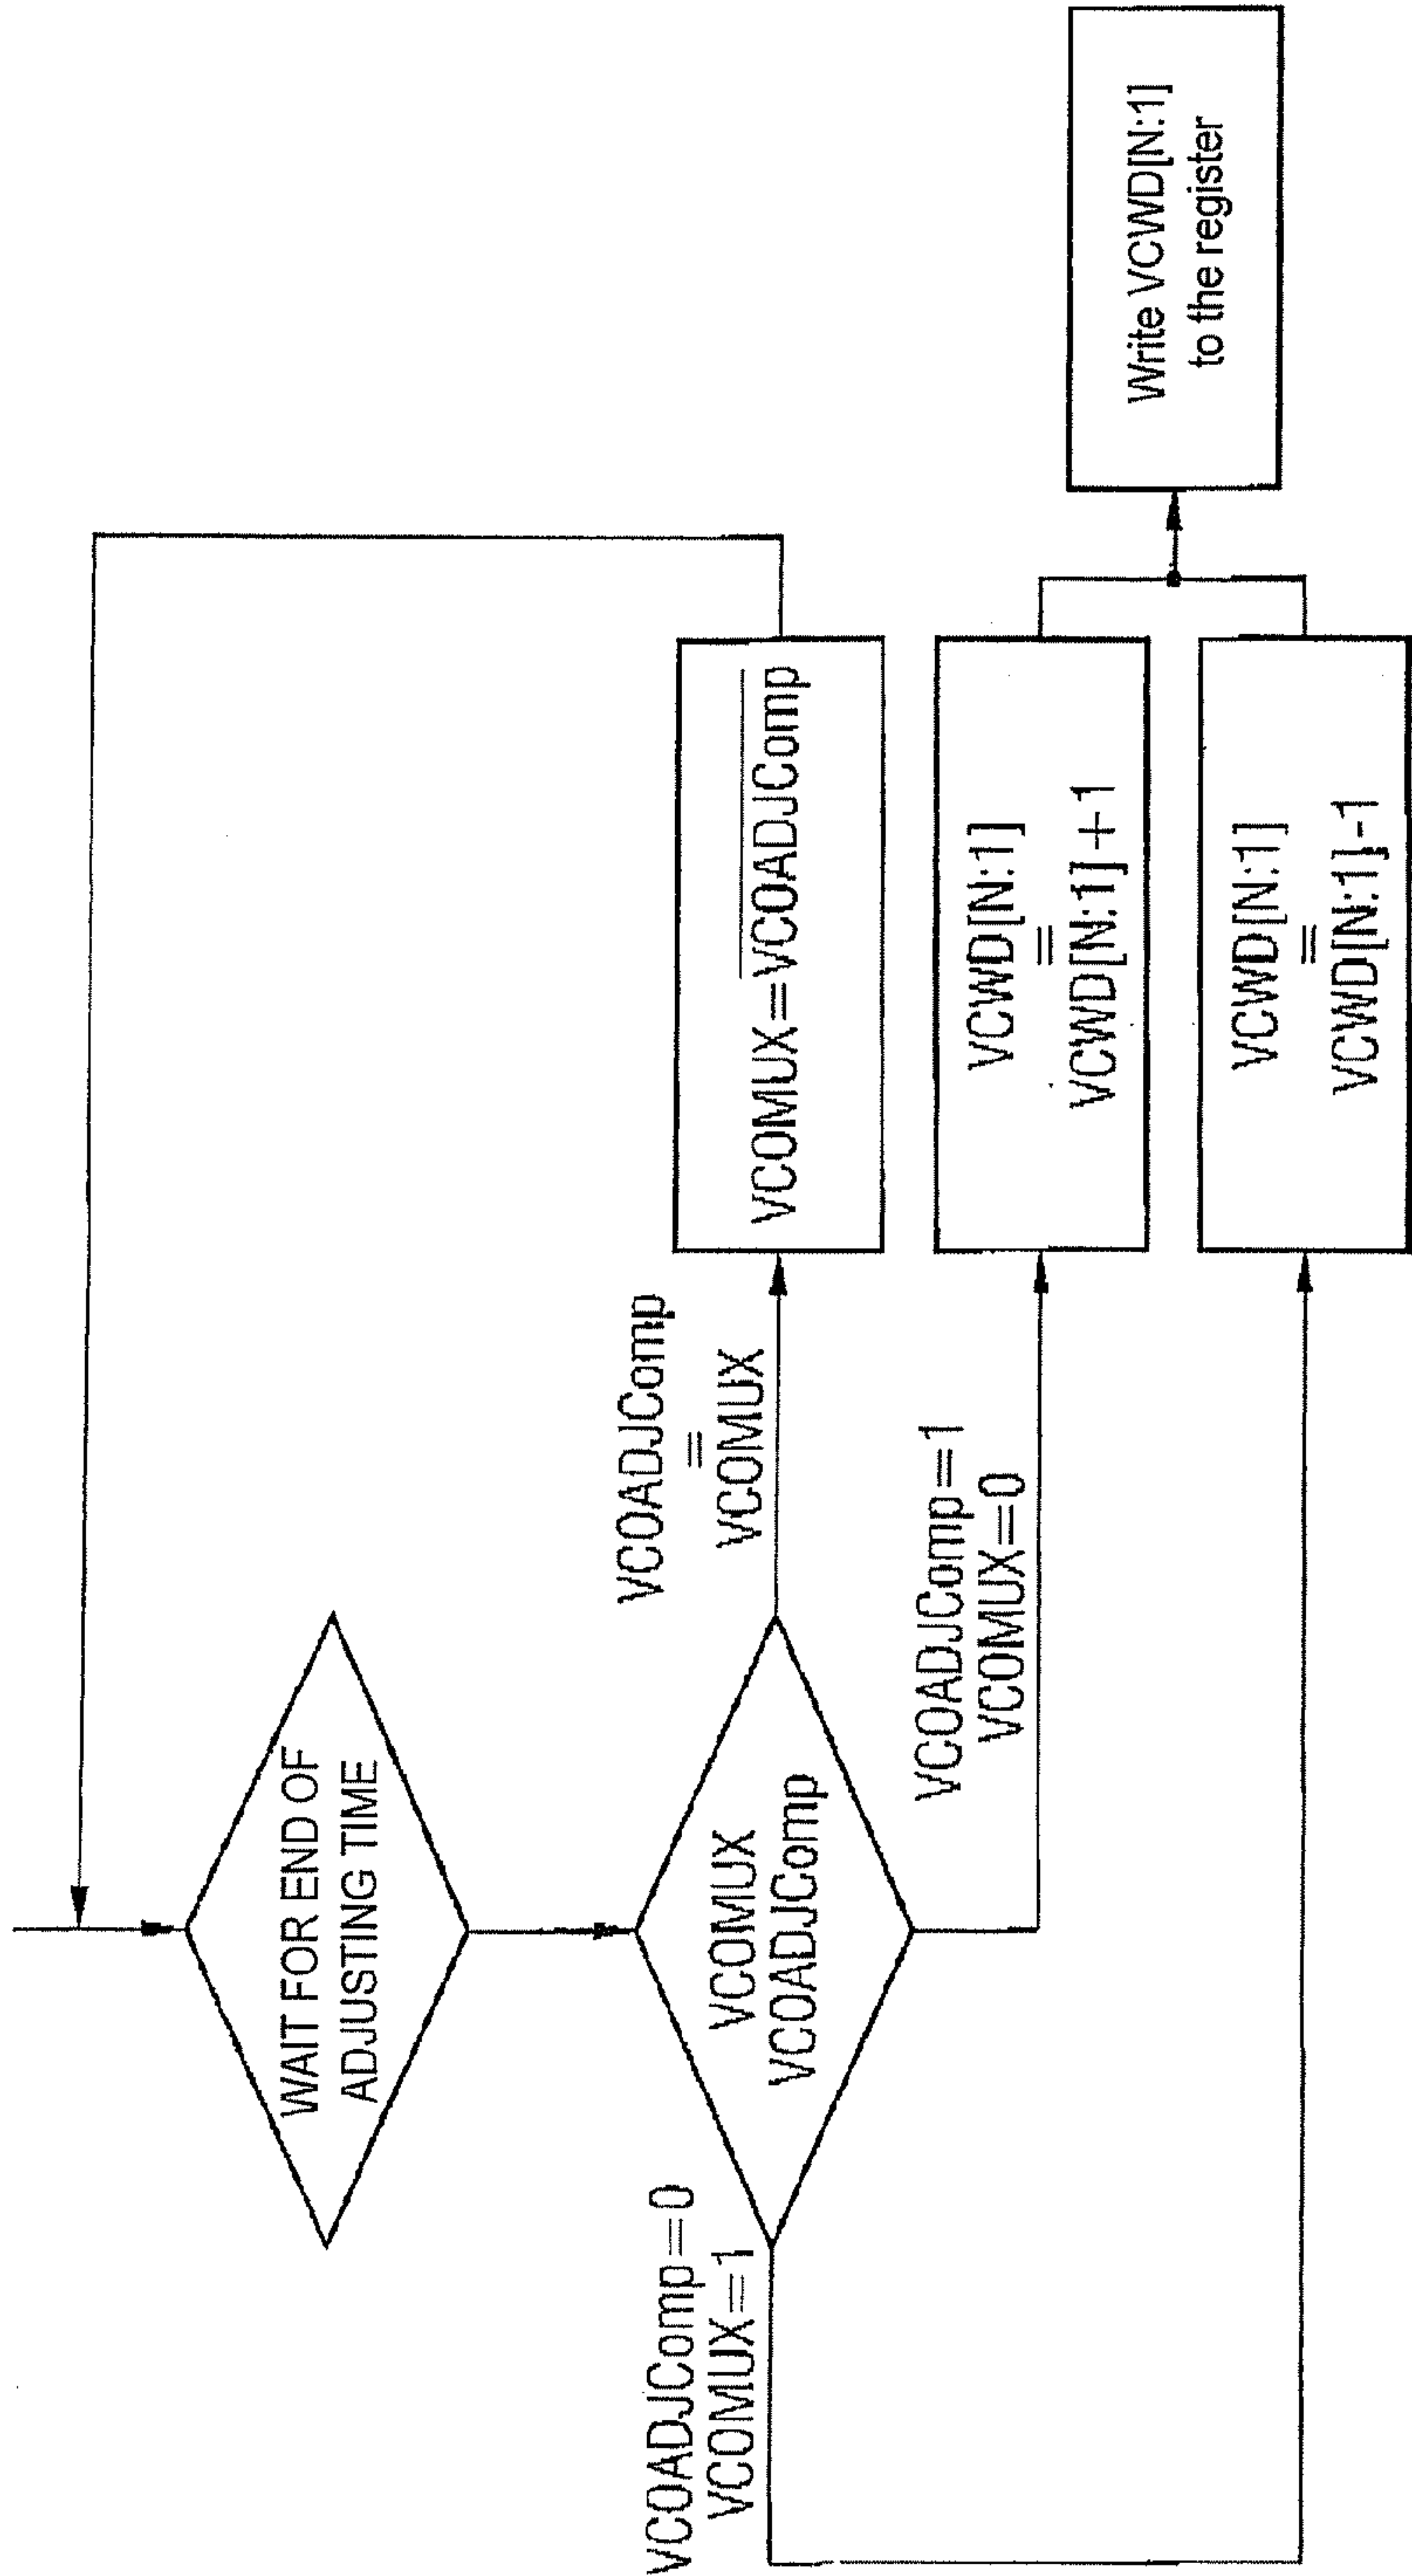 WAIT FOR END OF
ADJUSTING TIME
VCOMUX
VCOADJComp
VCOADJComp=0
VCOMUX=1
VCOADJComp
=
VCOMUX
VCOADJComp=1
VCOMUX=0
VCOMUX=V̅C̅O̅A̅D̅J̅C̅o̅m̅p̅
VCWD[N:1]
=
VCWD[N:1]+1
VCWD[N:1]
=
VCWD[N:1]-1
Write VCWD[N:1]
to the register